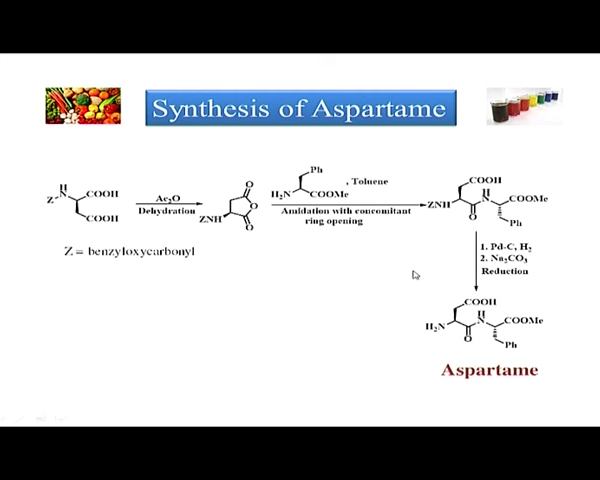 Synthesis of Aspartame
H
Z N COOH
COOH
Ac2O
Dehydration
O
O
O
ZNH
Ph
H2N COOMe , Toluene
Amidation with concomitant
ring opening
COOH
H
ZNH N COOMe
O
Ph
Z = benzyloxycarbonyl
1. Pd-C, H2
2. Na2CO3
Reduction
COOH
H
H2N N COOMe
O
Ph
Aspartame